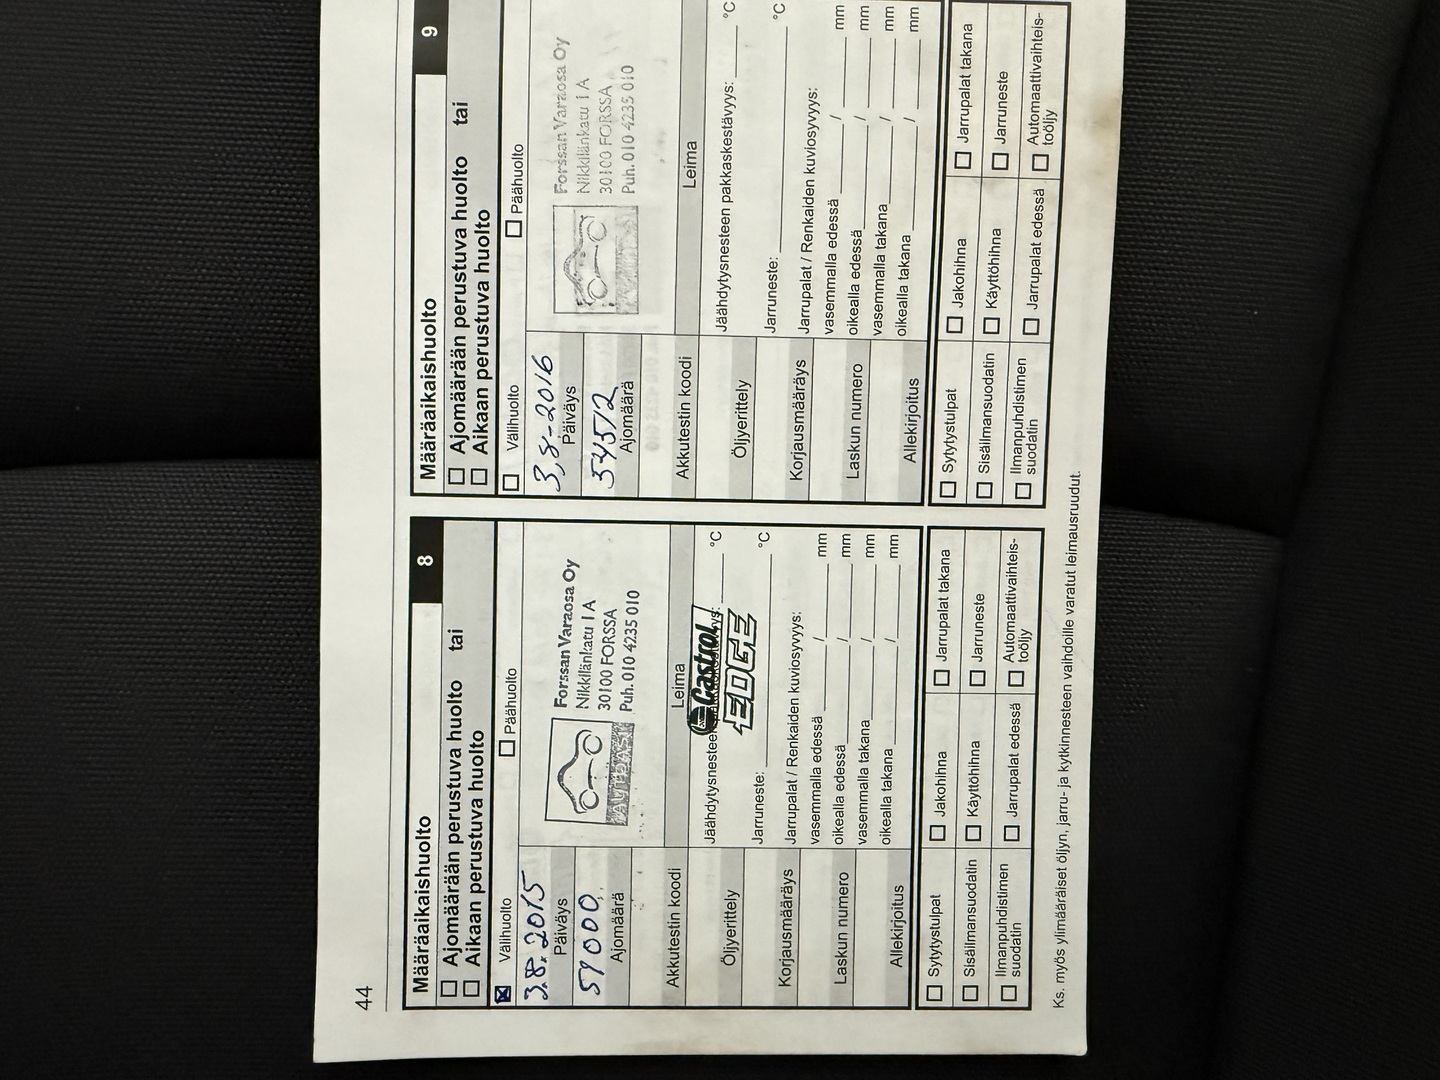 44
Määräaikaishuolto 8
Ajomäärään perustuva huolto tai
Aikaan perustuva huolto
Välihuolto Päähuolto
3.8.2015
Päiväys
51000
Ajomäärä
Forssan Varaosa Oy
Nikkilänkatu 1 A
30100 FORSSA
Puh. 010 4235 010
Akkutestin koodi
Leima
Öljyerittely
Castrol
EDGE
°C
Jarruneste: °C
Korjausmääräys
Jarrupalat / Renkaiden kuviosyvyys:
vasemmalla edessä / mm
Laskun numero
oikealla edessä / mm
vasemmalla takana / mm
Allekirjoitus
oikealla takana / mm
Sytytystulpat Jakohihna Jarrupalat takana
Sisäilmansuodatin Käyttöhihna Jarruneste
Ilmanpuhdistimen
suodatin
Jarrupalat edessä
Automaattivaihteis-
toöljy
Määräaikaishuolto 9
Ajomäärään perustuva huolto tai
Aikaan perustuva huolto
Välihuolto Päähuolto
3.8-2016
Päiväys
54512
Ajomäärä
Forssan Varaosa Oy
Nikkilänkatu 1 A
30100 FORSSA
Puh. 010 4235 010
Akkutestin koodi
Leima
Öljyerittely
Jäähdytysnesteen pakkaskestävyys: °C
Jarruneste: °C
Korjausmääräys
Jarrupalat / Renkaiden kuviosyvyys:
vasemmalla edessä / mm
Laskun numero
oikealla edessä / mm
vasemmalla takana / mm
Allekirjoitus
oikealla takana / mm
Sytytystulpat Jakohihna Jarrupalat takana
Sisäilmansuodatin Käyttöhihna Jarruneste
Ilmanpuhdistimen
suodatin
Jarrupalat edessä
Automaattivaihteis-
toöljy
Ks. myös ylimääräiset öljyn, jarru- ja kytkinnesteen vaihdoille varatut leimausruudut.